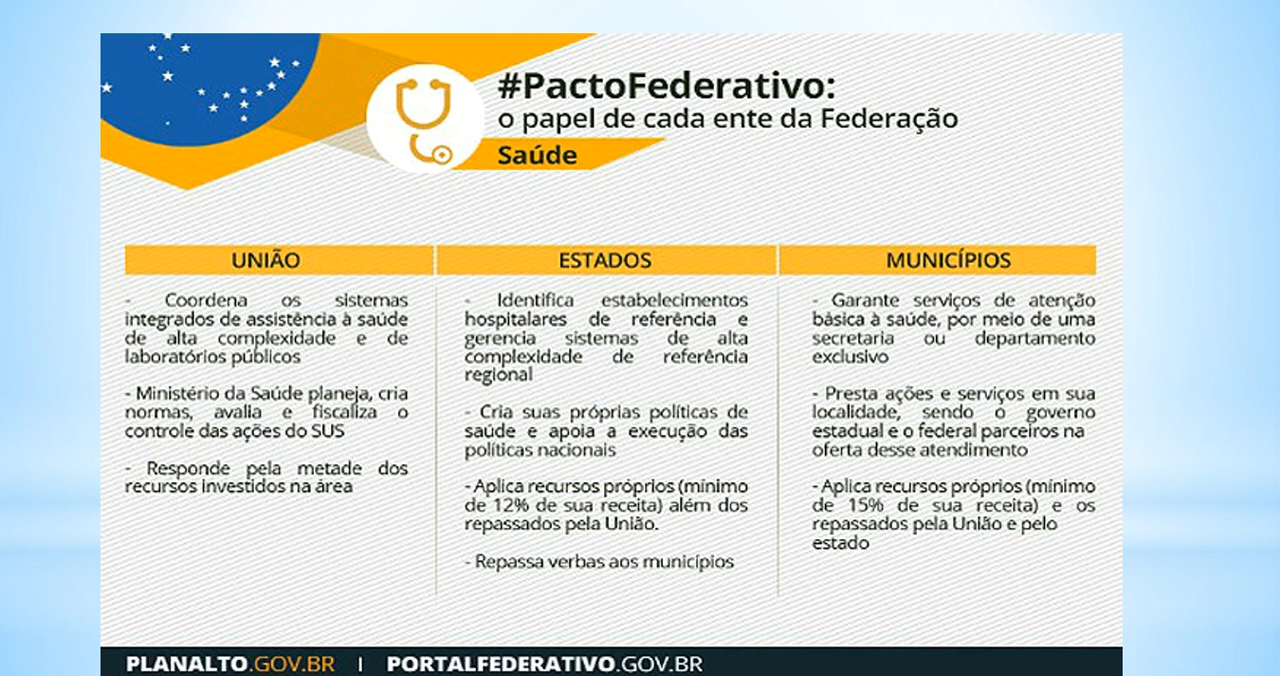 #PactoFederativo:
o papel de cada ente da Federação
Saúde
UNIÃO
- Coordena os sistemas
integrados de assistência à saúde
de alta complexidade e de
laboratórios públicos
- Ministério da Saúde planeja, cria
normas, avalia e fiscaliza o
controle das ações do SUS
- Responde pela metade dos
recursos investidos na área
ESTADOS
- Identifica estabelecimentos
hospitalares de referência e
gerencia sistemas de alta
complexidade de referência
regional
- Cria suas próprias políticas de
saúde e apoia a execução das
políticas nacionais
- Aplica recursos próprios (mínimo
de 12% de sua receita) além dos
repassados pela União.
- Repassa verbas aos municípios
MUNICÍPIOS
- Garante serviços de atenção
básica à saúde, por meio de uma
secretaria ou departamento
exclusivo
- Presta ações e serviços em sua
localidade, sendo o governo
estadual e o federal parceiros na
oferta desse atendimento
- Aplica recursos próprios (mínimo
de 15% de sua receita) e os
repassados pela União e pelo
estado
PLANALTO.GOV.BR | PORTALFEDERATIVO.GOV.BR